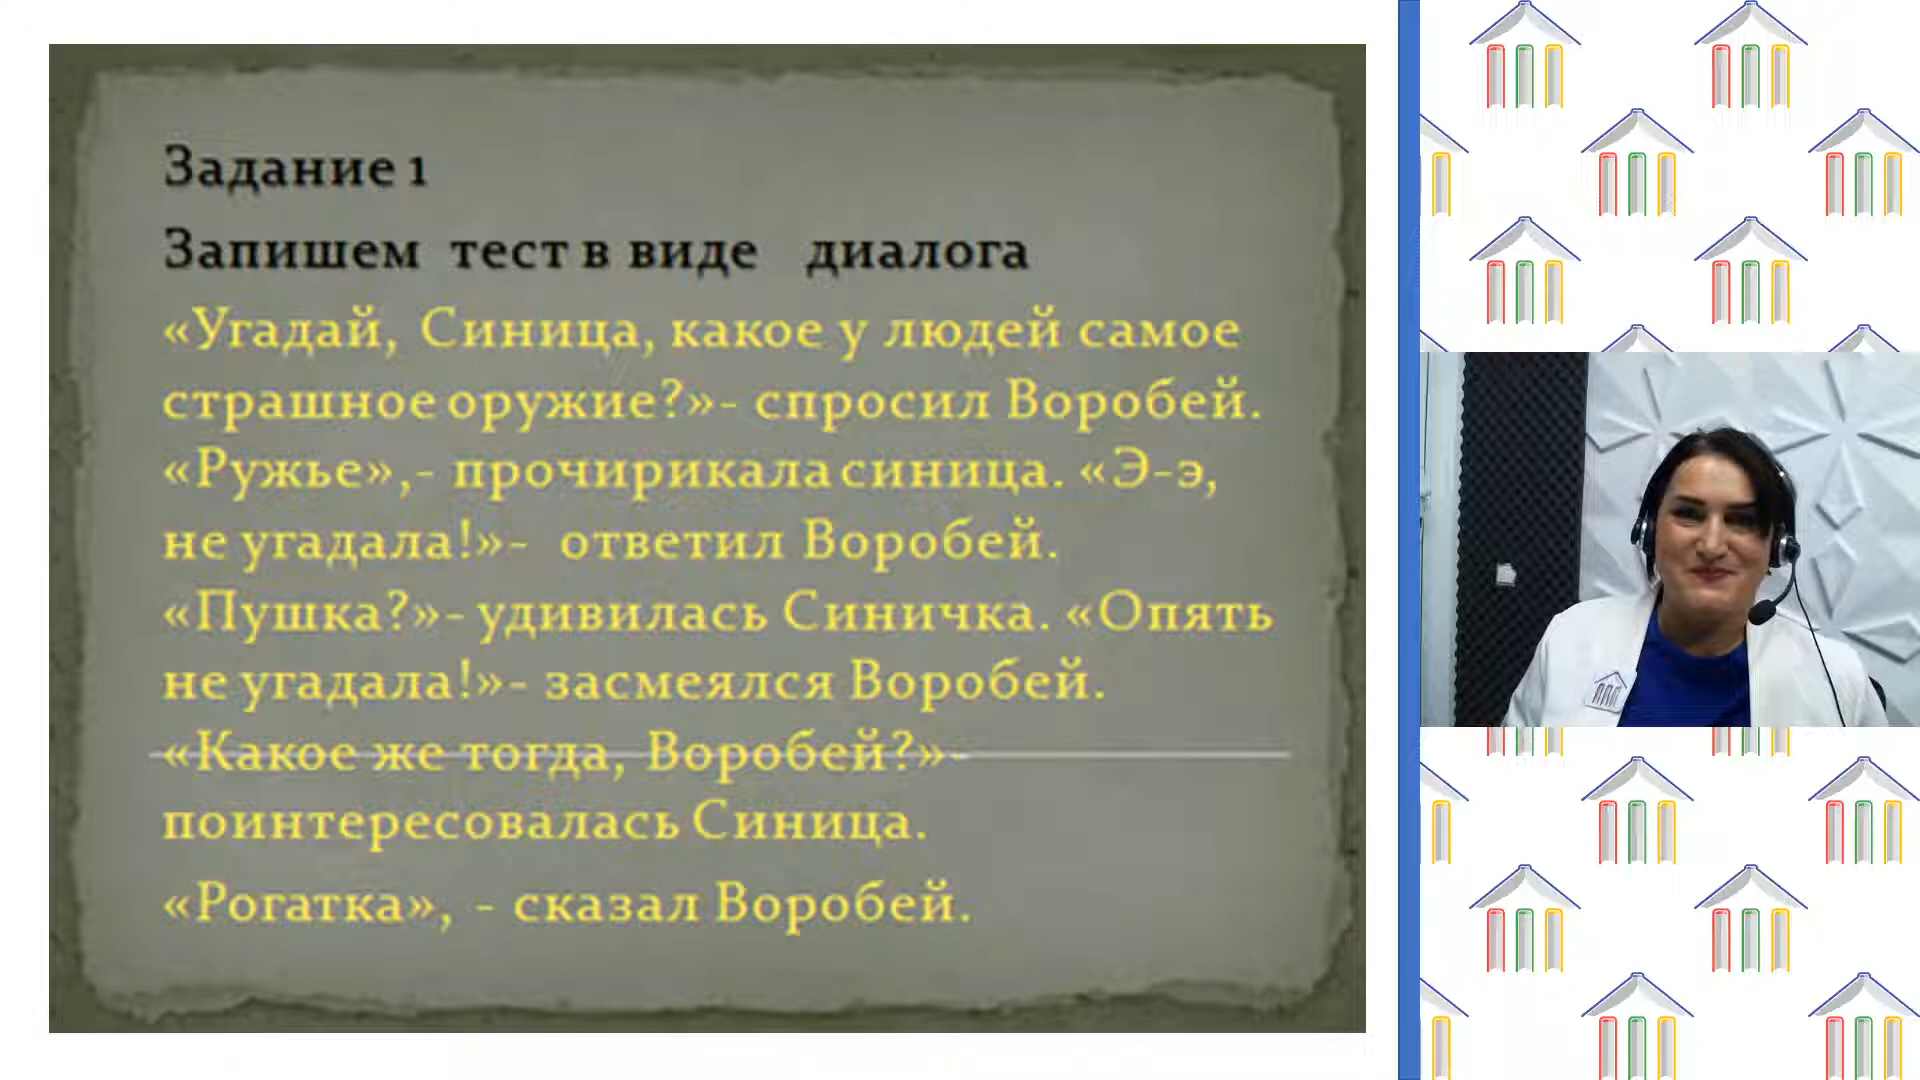 Задание 1
Запишем тест в виде диалога
«Угадай, Синица, какое у людей самое
страшное оружие?»- спросил Воробей.
«Ружье»,- прочирикала синица. «Э-э,
не угадала!»- ответил Воробей.
«Пушка?»- удивилась Синичка. «Опять
не угадала!»- засмеялся Воробей.
«Какое же тогда, Воробей?»-
поинтересовалась Синица.
«Рогатка», - сказал Воробей.